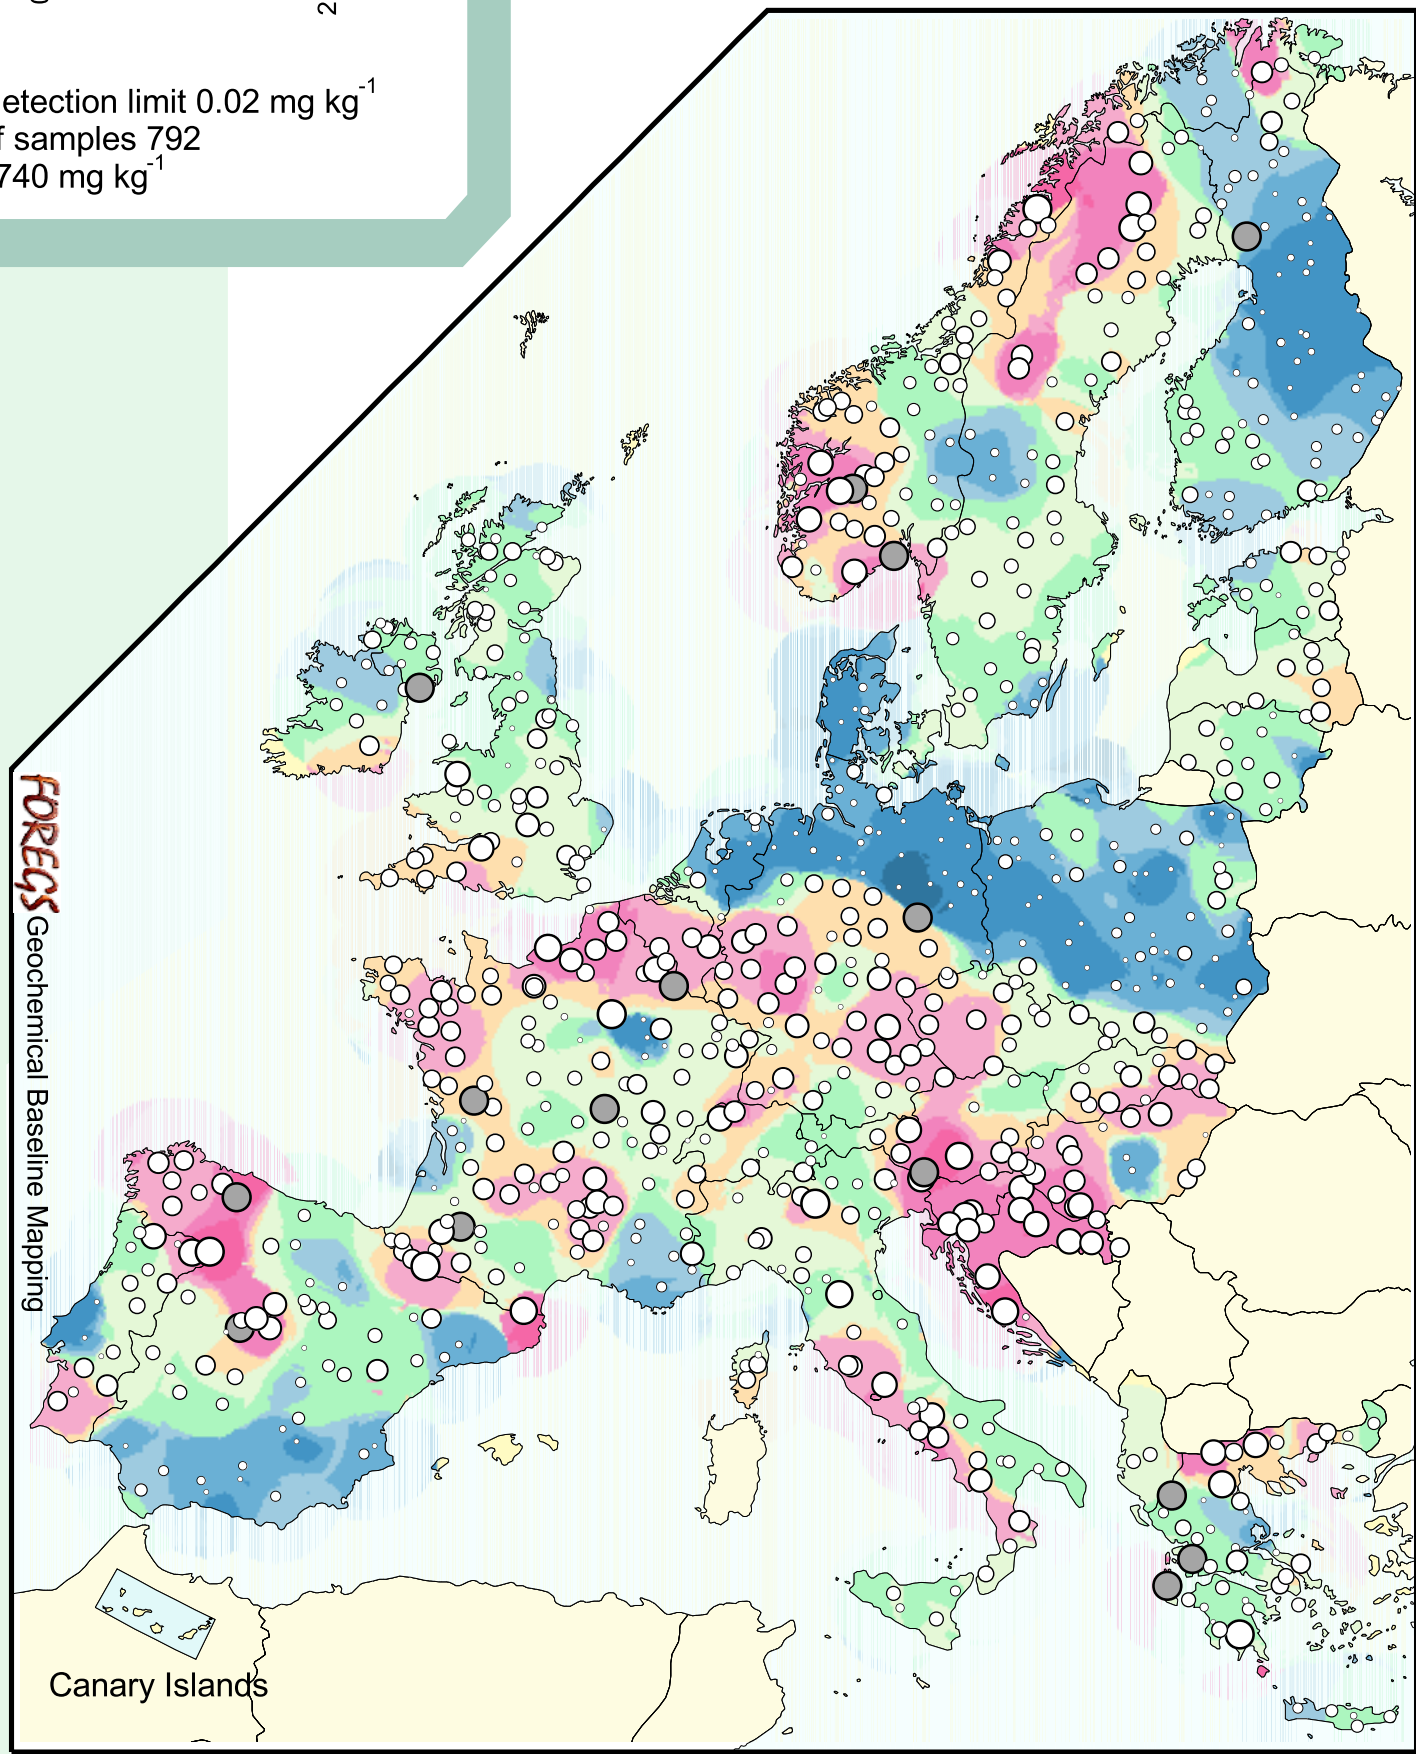 etection limit 0.02 mg kg-1
f samples 792
740 mg kg-1
FOREGS Geochemical Baseline Mapping
Canary Islands